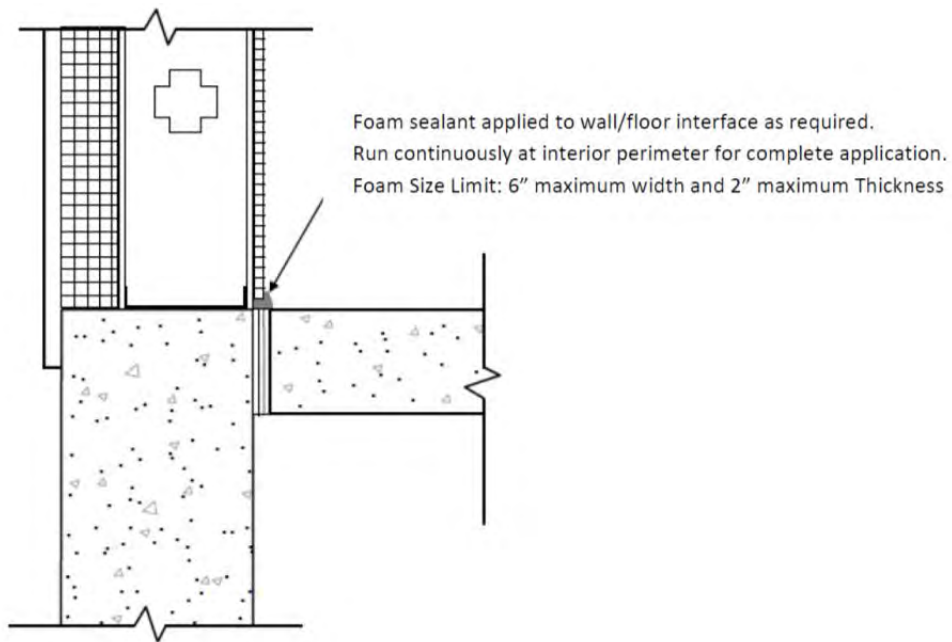 Foam sealant applied to wall/floor interface as required.
Run continuously at interior perimeter for complete application.
Foam Size Limit: 6” maximum width and 2” maximum Thickness